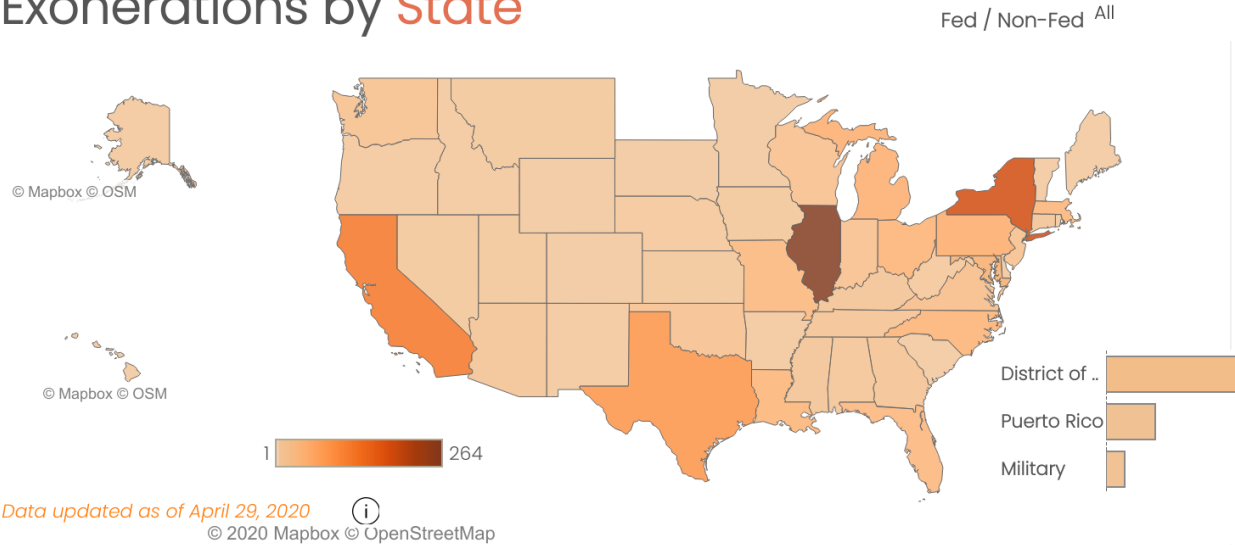 Exonerations by State
Fed / Non-Fed All
© Mapbox © OSM
© Mapbox © OSM
District of ..
Puerto Rico
Military
1 264
Data updated as of April 29, 2020 i
© 2020 Mapbox © OpenStreetMap